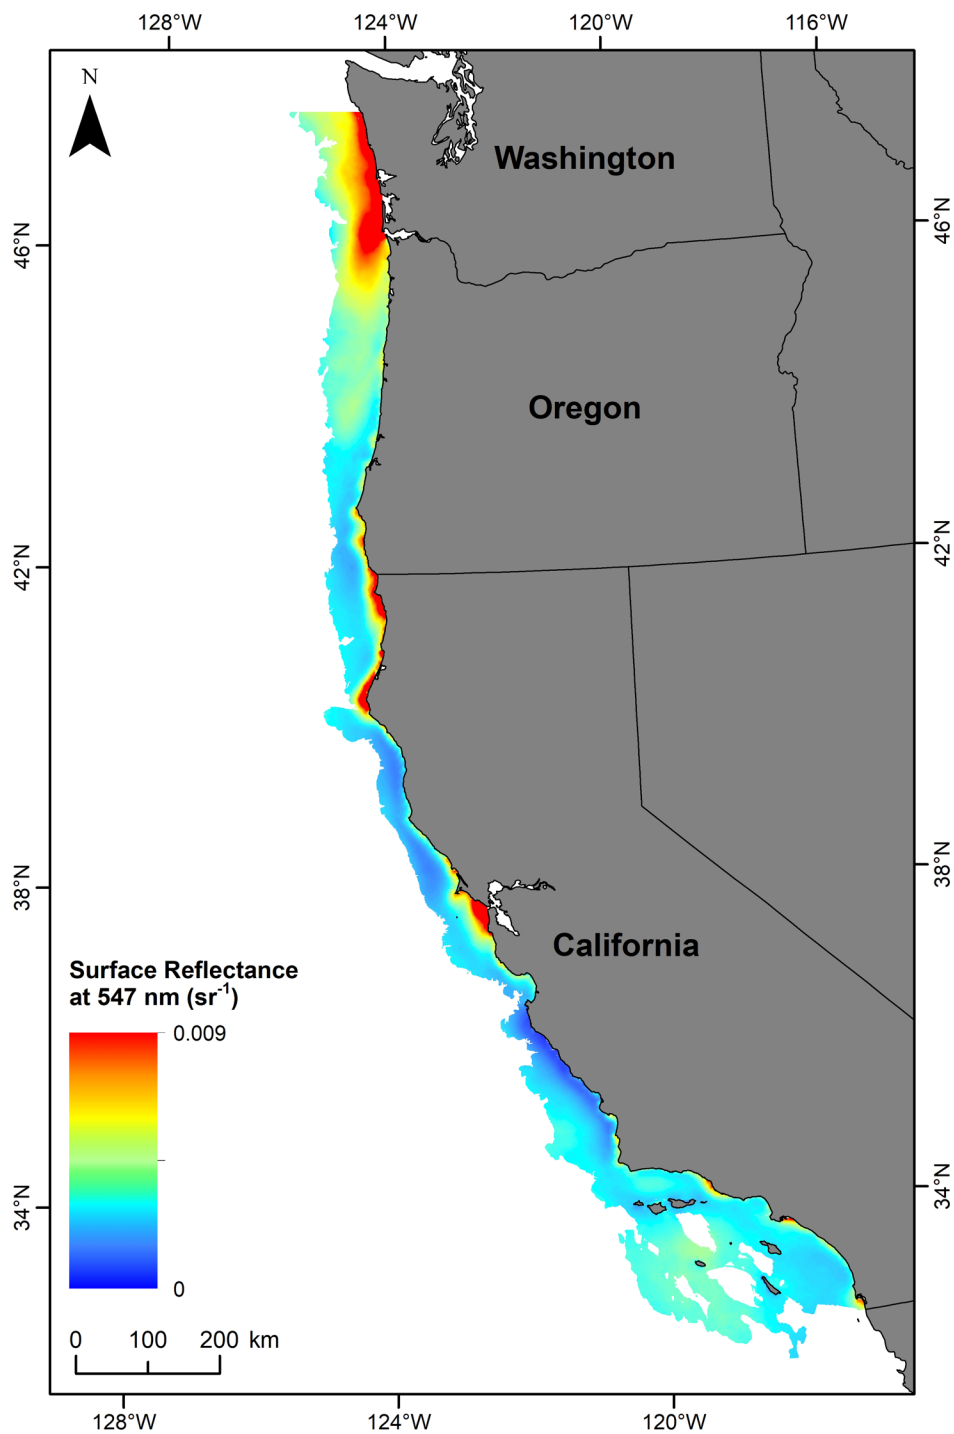 128°W 124°W 120°W 116°W
N
Washington
46°N
46°N
Oregon
42°N
42°N
38°N
38°N
California
Surface Reflectance
at 547 nm (sr-1)
0.009
34°N
34°N
0
0 100 200 km
128°W 124°W 120°W